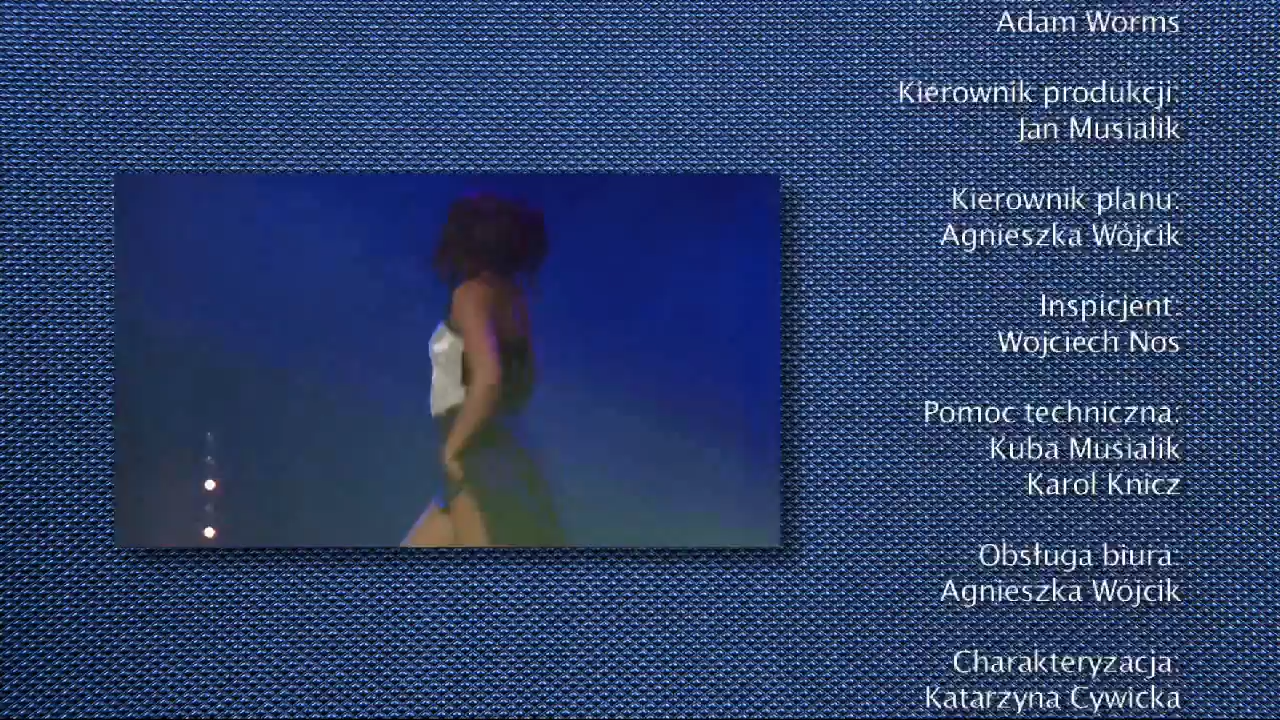 Adam Worms
Kierownik produkcji:
Jan Musialik
Kierownik planu:
Agnieszka Wójcik
Inspicjent:
Wojciech Nos
Pomoc techniczna:
Kuba Musialik
Karol Knicz
Obsługa biura:
Agnieszka Wójcik
Charakteryzacja:
Katarzyna Cywicka